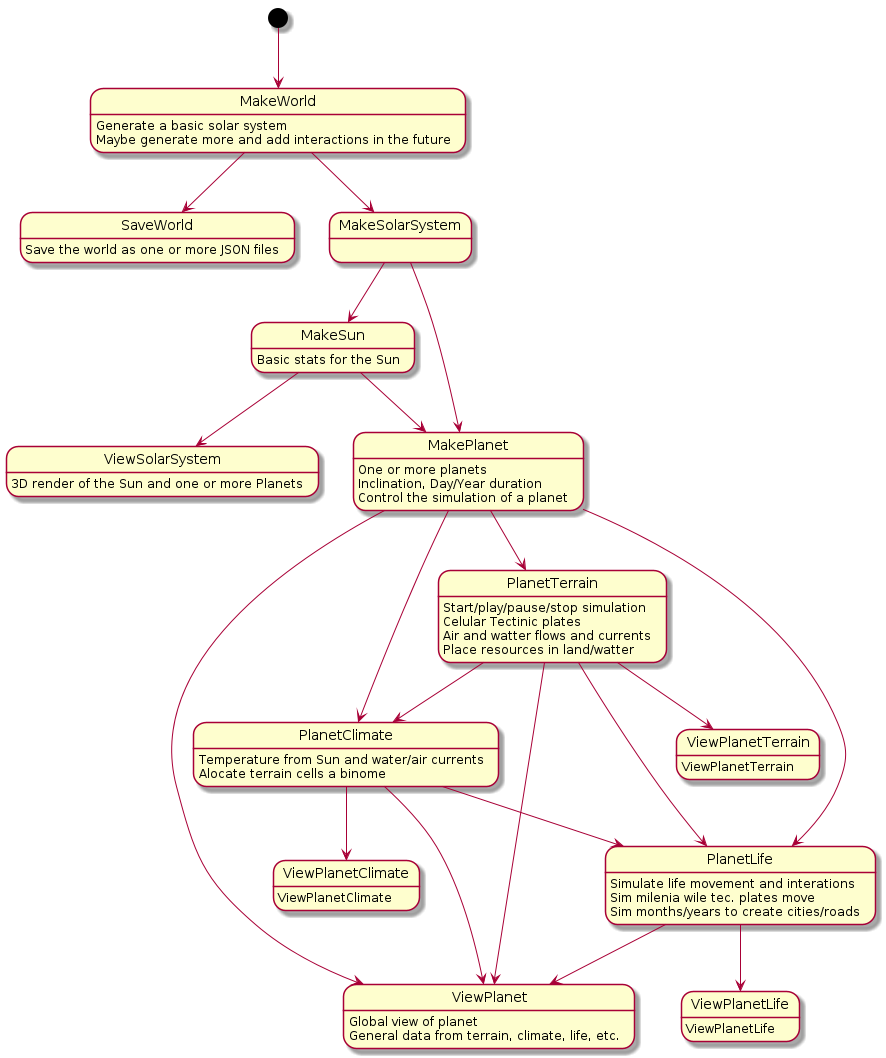 MakeWorld
Generate a basic solar system
Maybe generate more and add interactions in the future
SaveWorld
Save the world as one or more JSON files
MakeSolarSystem
MakeSun
Basic stats for the Sun
ViewSolarSystem
3D render of the Sun and one or more Planets
MakePlanet
One or more planets
Inclination, Day/Year duration
Control the simulation of a planet
PlanetTerrain
Start/play/pause/stop simulation
Celular Tectinic plates
Air and watter flows and currents
Place resources in land/watter
PlanetClimate
Temperature from Sun and water/air currents
Alocate terrain cells a binome
ViewPlanetTerrain
ViewPlanetTerrain
ViewPlanetClimate
ViewPlanetClimate
PlanetLife
Simulate life movement and interations
Sim milenia wile tec. plates move
Sim months/years to create cities/roads
ViewPlanet
Global view of planet
General data from terrain, climate, life, etc.
ViewPlanetLife
ViewPlanetLife